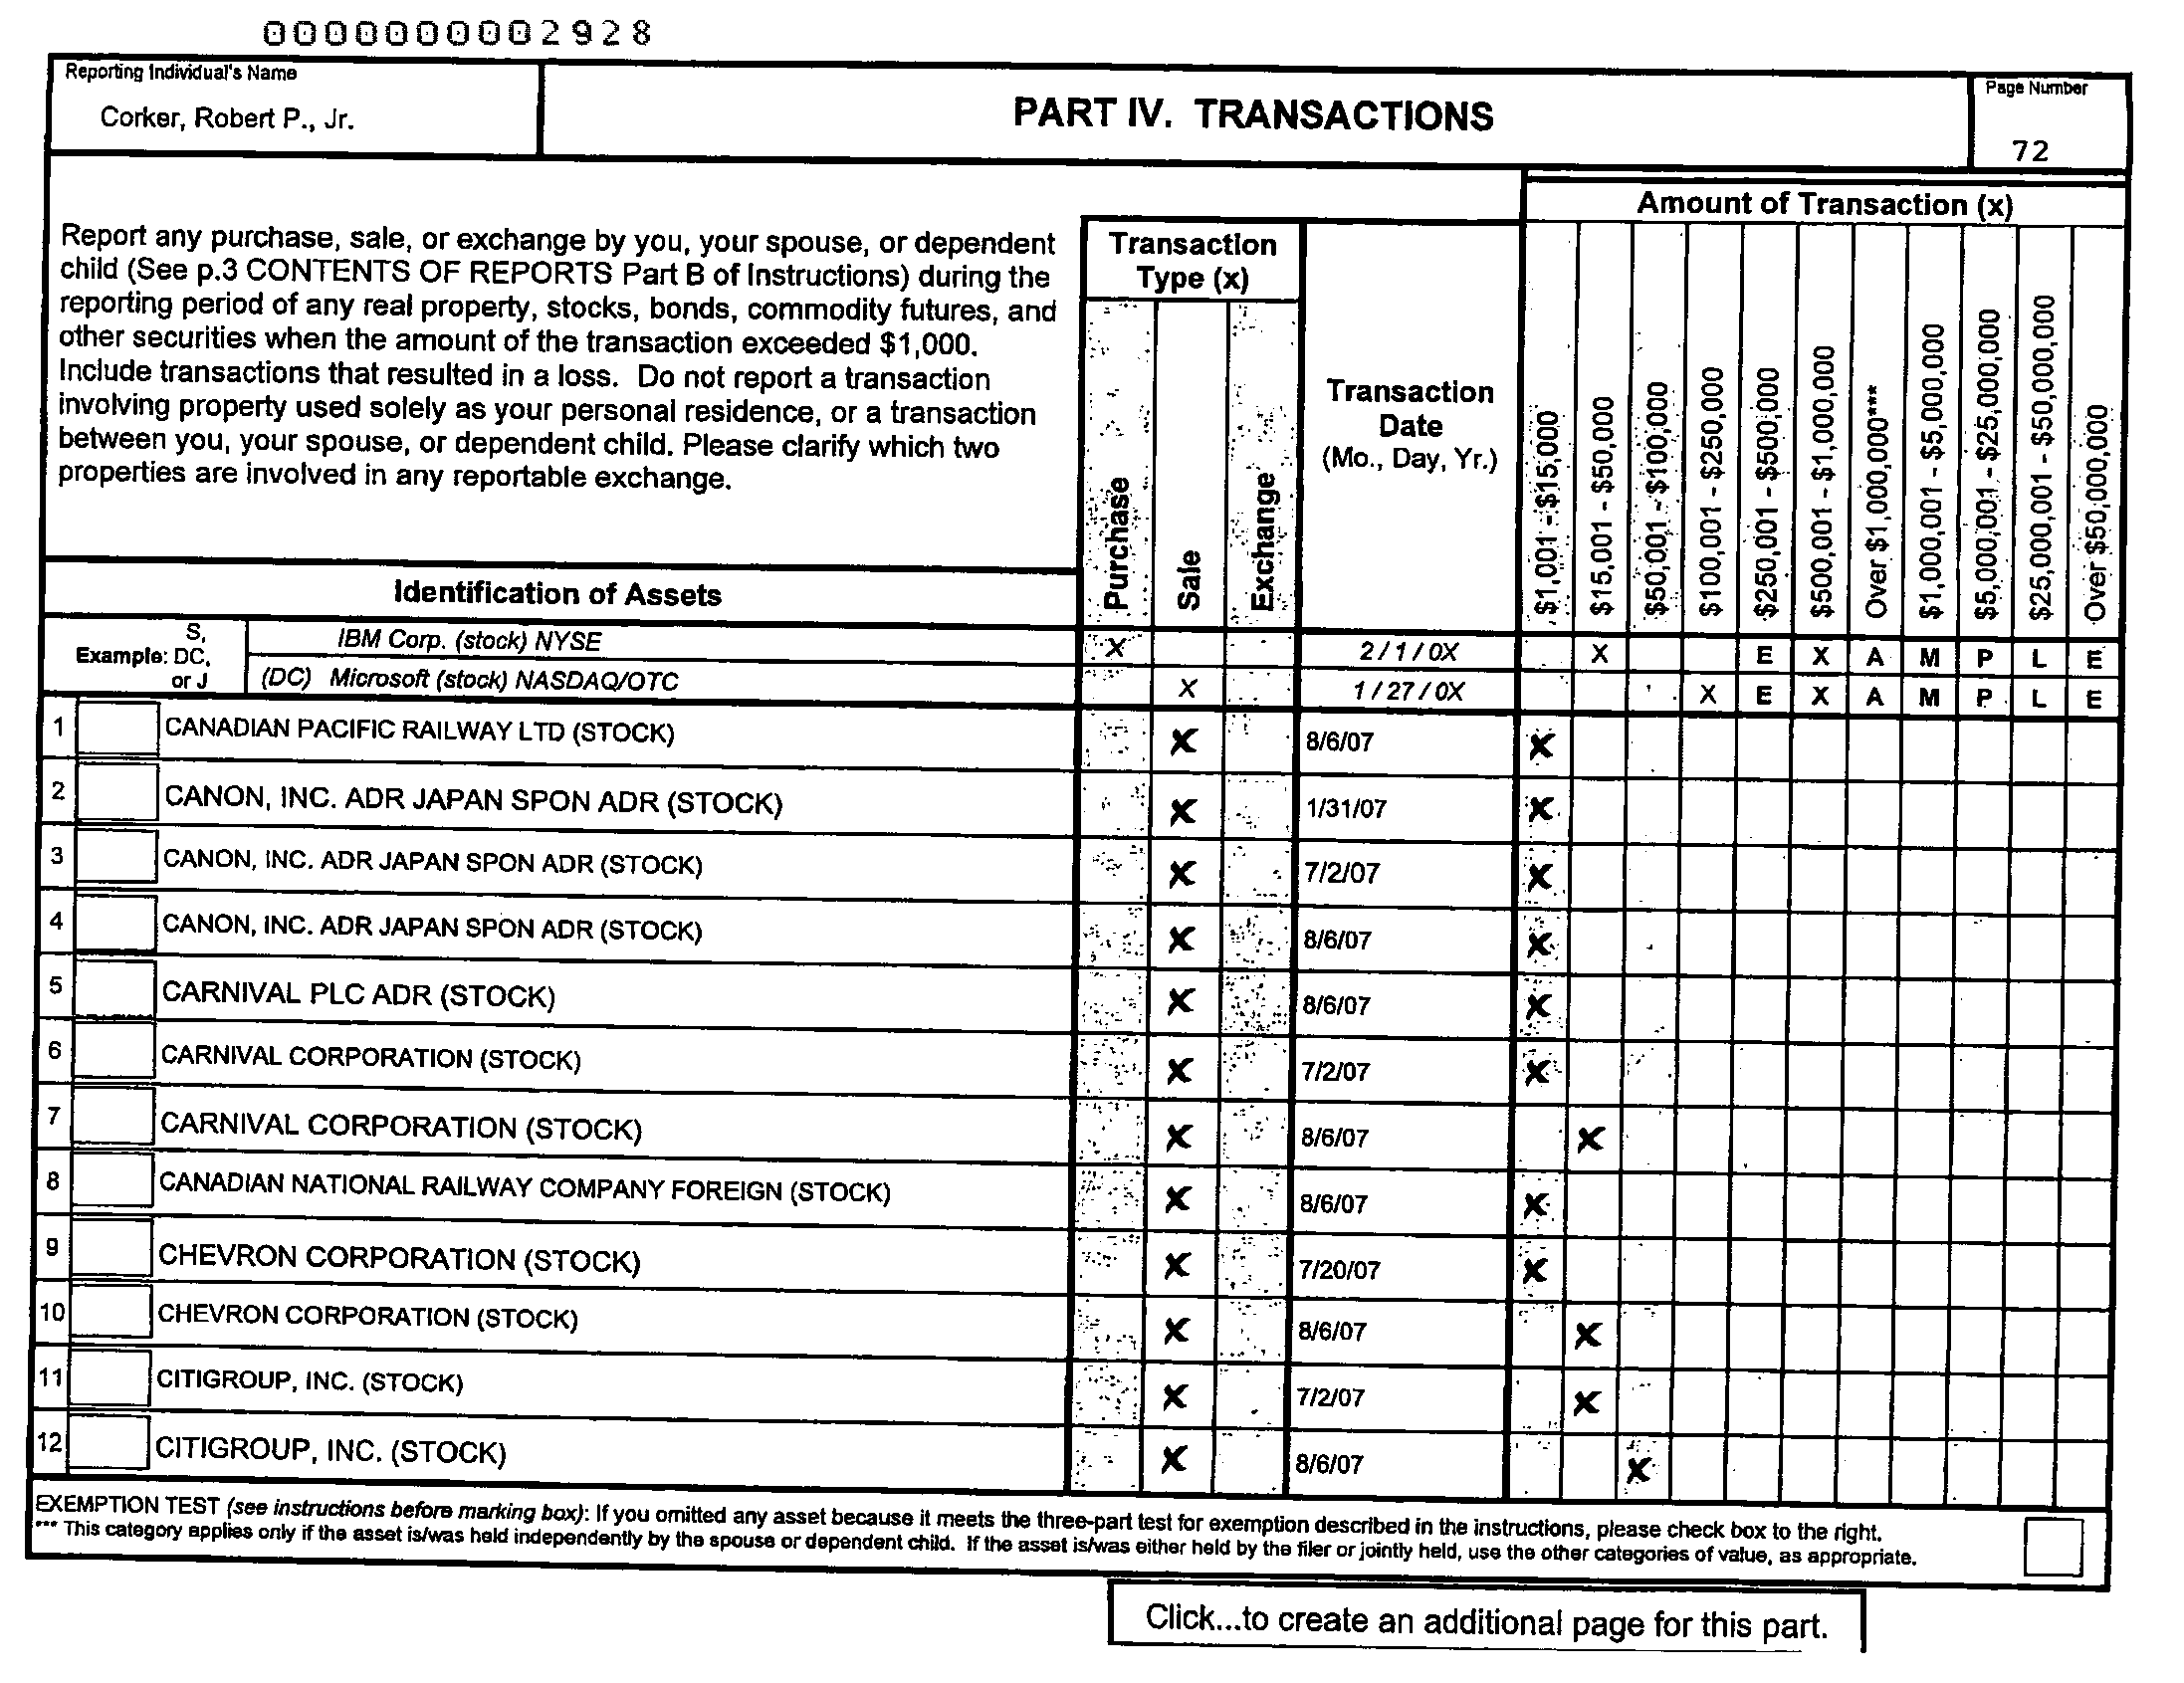 0000000002928
Reporting Individual's Name
Corker, Robert P., Jr.
PART IV. TRANSACTIONS
Page Number
72
Report any purchase, sale, or exchange by you, your spouse, or dependent
child (See p.3 CONTENTS OF REPORTS Part B of Instructions) during the
reporting period of any real property, stocks, bonds, commodity futures, and
other securities when the amount of the transaction exceeded $1,000.
Include transactions that resulted in a loss. Do not report a transaction
involving property used solely as your personal residence, or a transaction
between you, your spouse, or dependent child. Please clarify which two
properties are involved in any reportable exchange.
Identification of Assets
Transaction
Type (x)
Purchase
Sale
Exchange
Transaction
Date
(Mo., Day, Yr.)
Amount of Transaction (x)
$1,001 - $15,000
$15,001 - $50,000
$50,001 - $100,000
$100,001 - $250,000
$250,001 - $500,000
$500,001 - $1,000,000
Over $1,000,000***
$1,000,001 - $5,000,000
$5,000,001 - $25,000,000
$25,000,001 - $50,000,000
Over $50,000,000
Example: S, DC, or J
IBM Corp. (stock) NYSE X 2 / 1 / 0X X E X A M P L E
(DC) Microsoft (stock) NASDAQ/OTC X 1 / 27 / 0X X E X A M P L E
1 CANADIAN PACIFIC RAILWAY LTD (STOCK) X 8/6/07 X
2 CANON, INC. ADR JAPAN SPON ADR (STOCK) X 1/31/07 X
3 CANON, INC. ADR JAPAN SPON ADR (STOCK) X 7/2/07 X
4 CANON, INC. ADR JAPAN SPON ADR (STOCK) X 8/6/07 X
5 CARNIVAL PLC ADR (STOCK) X 8/6/07 X
6 CARNIVAL CORPORATION (STOCK) X 7/2/07 X
7 CARNIVAL CORPORATION (STOCK) X 8/6/07 X
8 CANADIAN NATIONAL RAILWAY COMPANY FOREIGN (STOCK) X 8/6/07 X
9 CHEVRON CORPORATION (STOCK) X 7/20/07 X
10 CHEVRON CORPORATION (STOCK) X 8/6/07 X
11 CITIGROUP, INC. (STOCK) X 7/2/07 X
12 CITIGROUP, INC. (STOCK) X 8/6/07 X
EXEMPTION TEST (see instructions before marking box): If you omitted any asset because it meets the three-part test for exemption described in the instructions, please check box to the right.
*** This category applies only if the asset is/was held independently by the spouse or dependent child. If the asset is/was either held by the filer or jointly held, use the other categories of value, as appropriate.
Click...to create an additional page for this part.